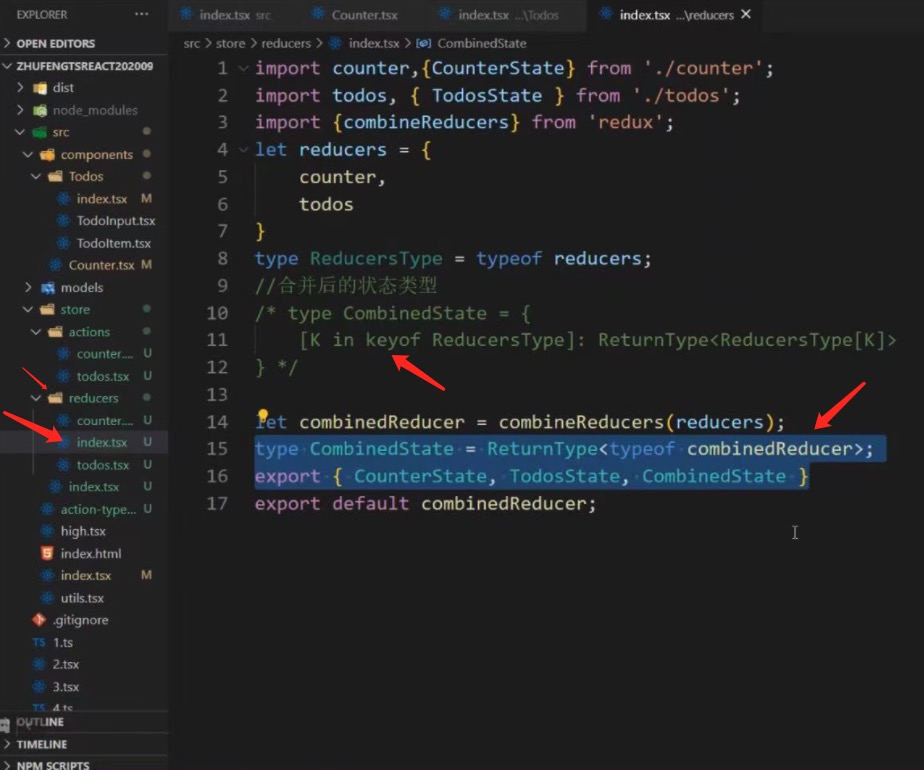 EXPLORER ...
OPEN EDITORS
ZHUFENGTSREACT202009
dist
node_modules
src
components
Todos
index.tsx M
TodoInput.tsx
TodoItem.tsx
Counter.tsx M
models
store
actions
counter.... U
todos.tsx U
reducers
counter.... U
index.tsx U
todos.tsx U
index.tsx U
action-type... U
high.tsx
index.html
index.tsx M
utils.tsx
.gitignore
TS 1.ts
2.tsx
3.tsx
TS 4.ts
OUTLINE
TIMELINE
NPM SCRIPTS
index.tsx src Counter.tsx index.tsx ...\Todos index.tsx ...\reducers
src > store > reducers > index.tsx > CombinedState
1 import counter,{CounterState} from './counter';
2 import todos, { TodosState } from './todos';
3 import {combineReducers} from 'redux';
4 let reducers = {
5 counter,
6 todos
7 }
8 type ReducersType = typeof reducers;
9 //合并后的状态类型
10 /* type CombinedState = {
11 [K in keyof ReducersType]: ReturnType<ReducersType[K]>
12 } */
13
14 let combinedReducer = combineReducers(reducers);
15 type CombinedState = ReturnType<typeof combinedReducer>;
16 export { CounterState, TodosState, CombinedState }
17 export default combinedReducer;